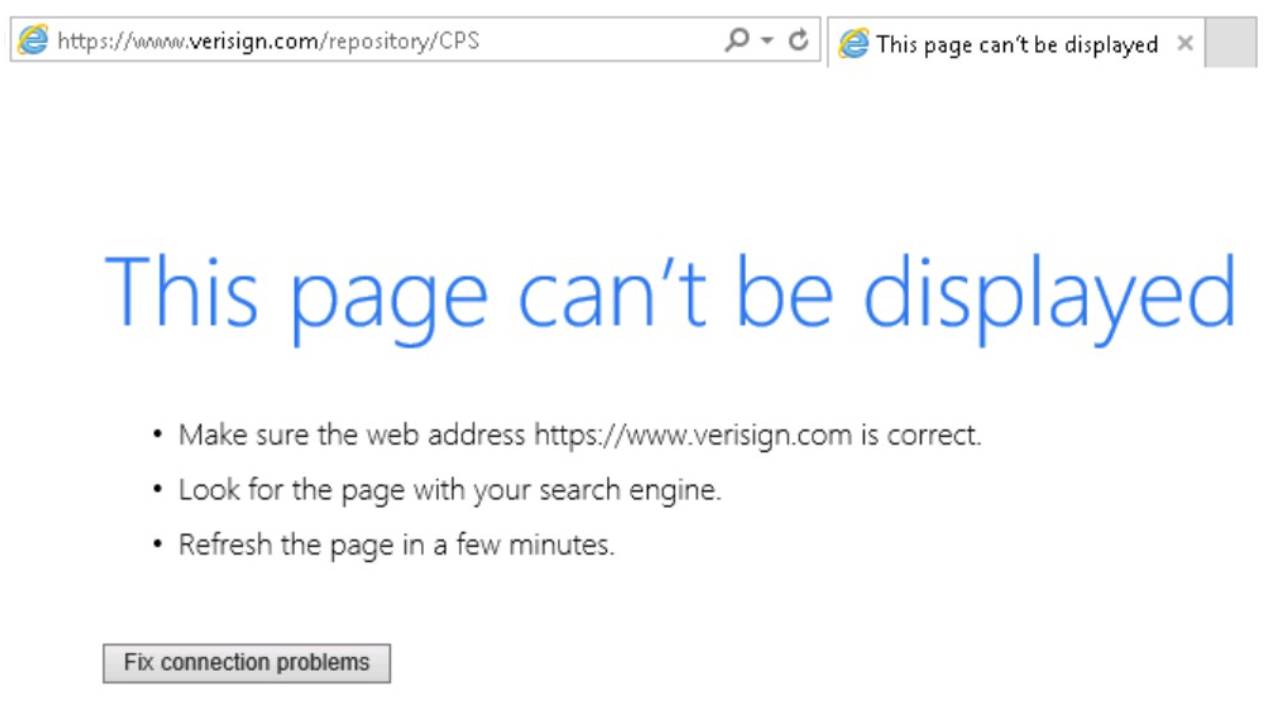 https://www.verisign.com/repository/CPS
This page can't be displayed
This page can't be displayed
• Make sure the web address https://www.verisign.com is correct.
• Look for the page with your search engine.
• Refresh the page in a few minutes.
Fix connection problems